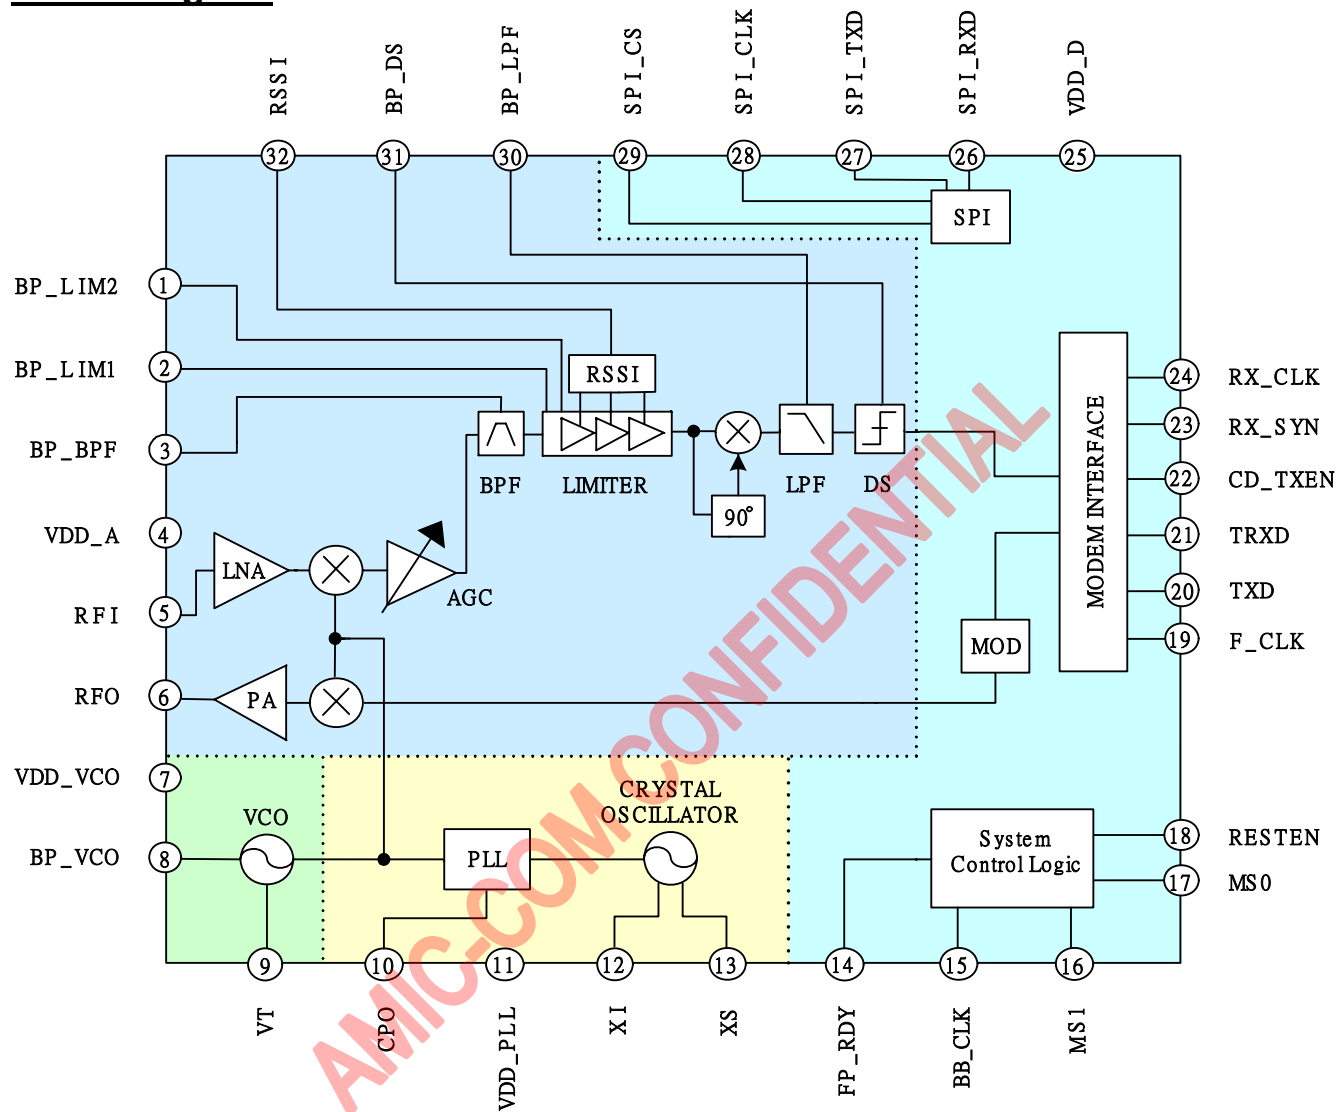 RSSI
BP_DS
BP_LPF
SPI_CS
SPI_CLK
SPI_TXD
SPI_RXD
VDD_D
32
31
30
29
28
27
26
25
SPI
BP_LIM2
1
BP_LIM1
2
BP_BPF
3
VDD_A
4
RFI
5
RFO
6
VDD_VCO
7
BP_VCO
8
RSSI
BPF
LIMITER
90°
LPF
DS
LNA
AGC
PA
MOD
MODEM INTERFACE
24
RX_CLK
23
RX_SYN
22
CD_TXEN
21
TRXD
20
TXD
19
F_CLK
VCO
PLL
CRYSTAL
OSCILLATOR
System
Control Logic
18
RESTEN
17
MS0
9
10
11
12
13
14
15
16
VT
CPO
VDD_PLL
XI
XS
FP_RDY
BB_CLK
MS1
AMIC-COM CONFIDENTIAL